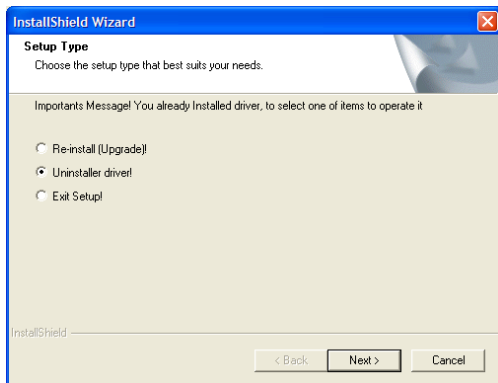 InstallShield Wizard
Setup Type
Choose the setup type that best suits your needs.
Importants Message! You already Installed driver, to select one of items to operate it
Re-install (Upgrade)!
Uninstaller driver!
Exit Setup!
InstallShield
< Back
Next >
Cancel